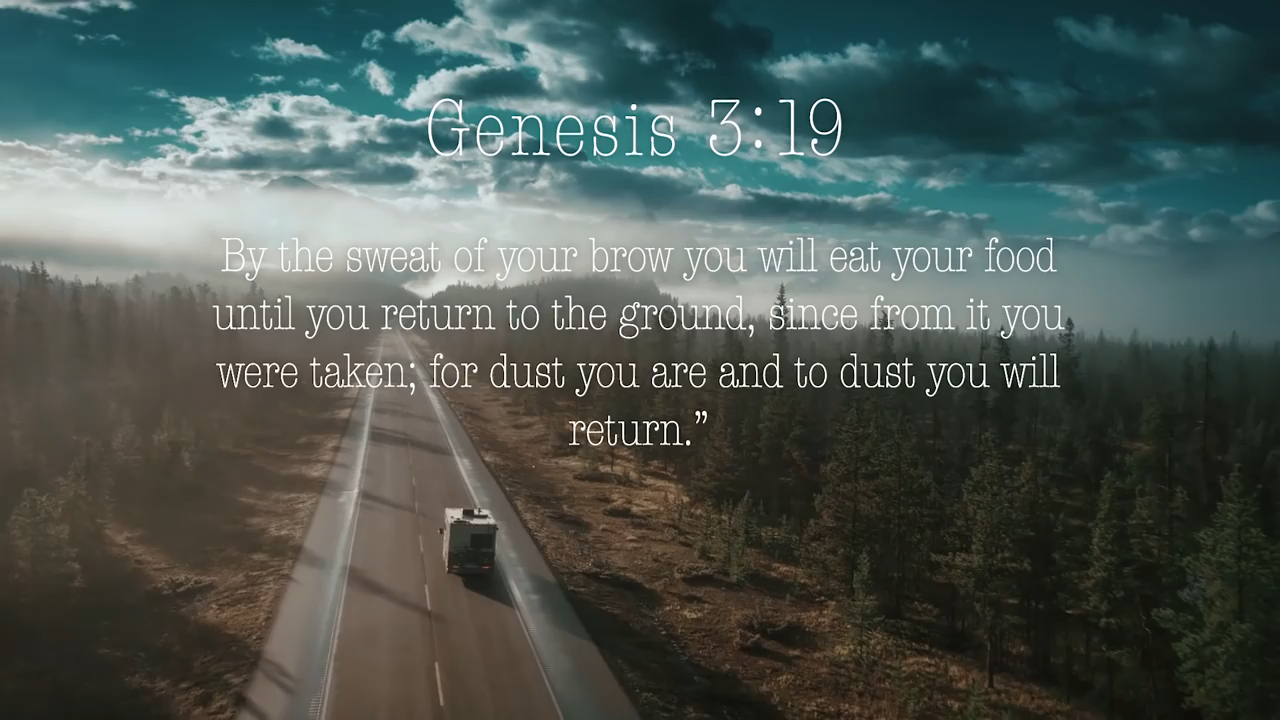 Genesis 3:19
By the sweat of your brow you will eat your food
until you return to the ground, since from it you
were taken; for dust you are and to dust you will
return.”